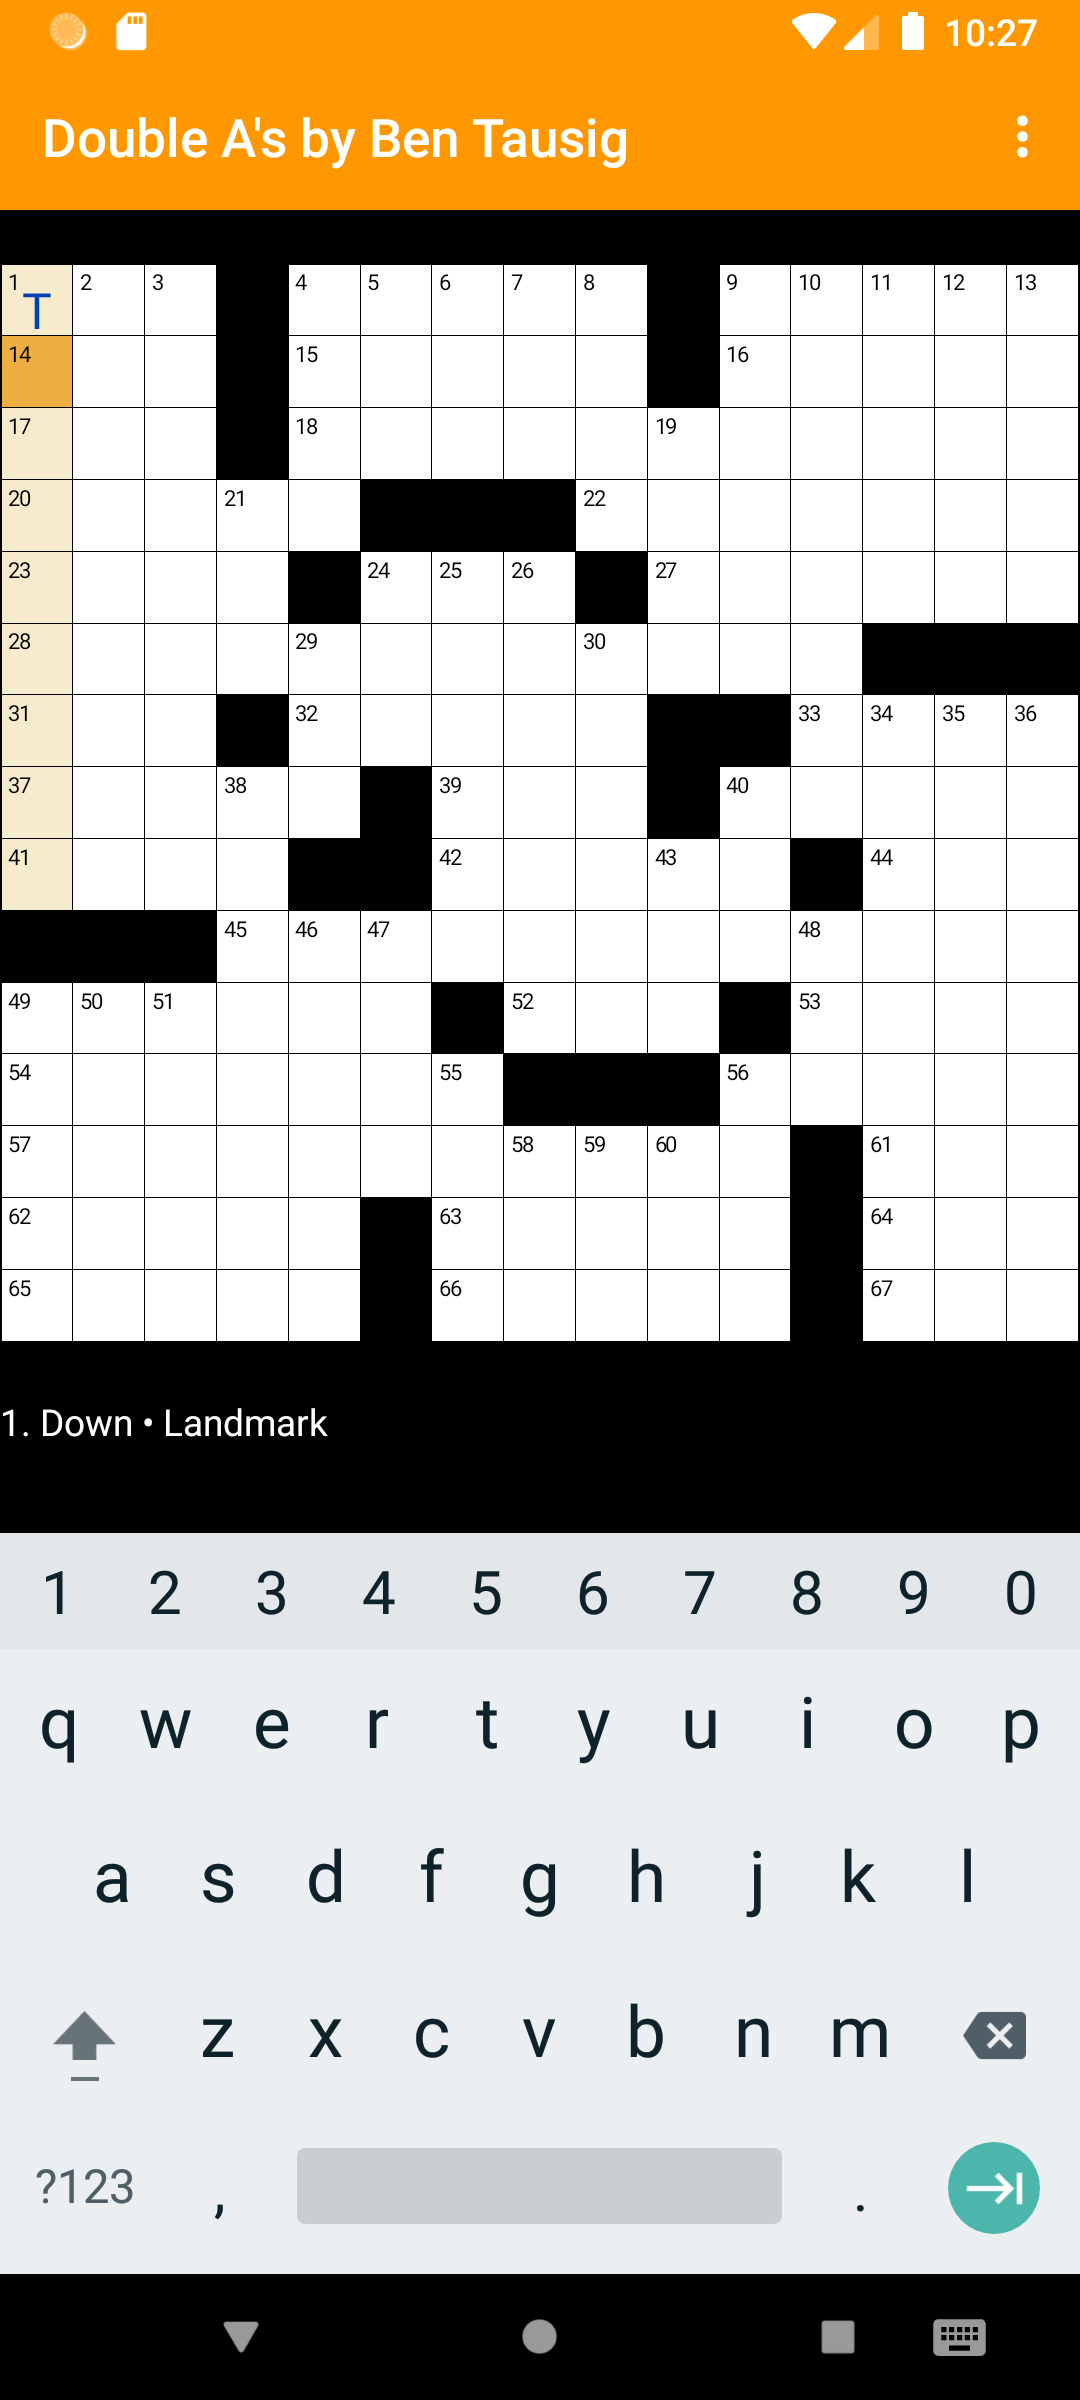 10:27
Double A's by Ben Tausig
1 T 2 3 4 5 6 7 8 9 10 11 12 13
14 15 16
17 18 19
20 21 22
23 24 25 26 27
28 29 30
31 32 33 34 35 36
37 38 39 40
41 42 43 44
45 46 47 48
49 50 51 52 53
54 55 56
57 58 59 60 61
62 63 64
65 66 67
1. Down • Landmark
1 2 3 4 5 6 7 8 9 0
q w e r t y u i o p
a s d f g h j k l
z x c v b n m
?123 , .